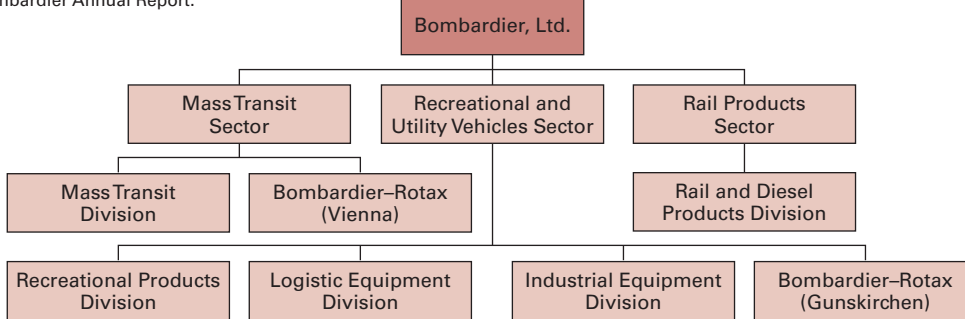 Annual Report.
Bombardier, Ltd.
Mass Transit
Sector
Recreational and
Utility Vehicles Sector
Rail Products
Sector
Mass Transit
Division
Bombardier–Rotax
(Vienna)
Rail and Diesel
Products Division
Recreational Products
Division
Logistic Equipment
Division
Industrial Equipment
Division
Bombardier–Rotax
(Gunskirchen)